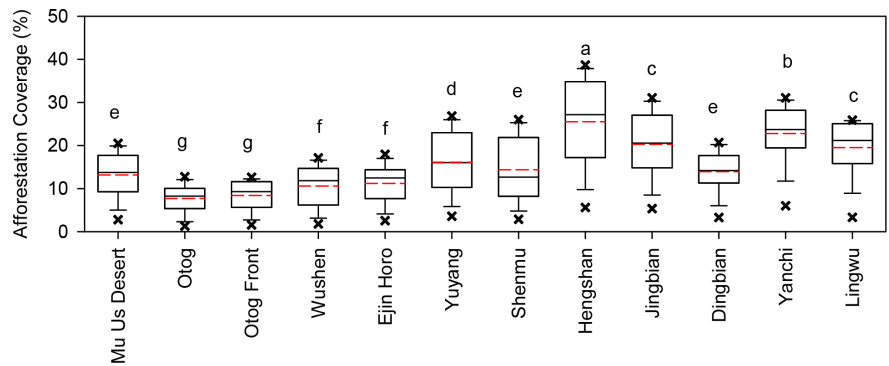 Afforestation Coverage (%)
50
40
30
20
10
0
e
g
g
f
f
d
e
a
c
e
b
c
Mu Us Desert
Otog
Otog Front
Wushen
Ejin Horo
Yuyang
Shenmu
Hengshan
Jingbian
Dingbian
Yanchi
Lingwu